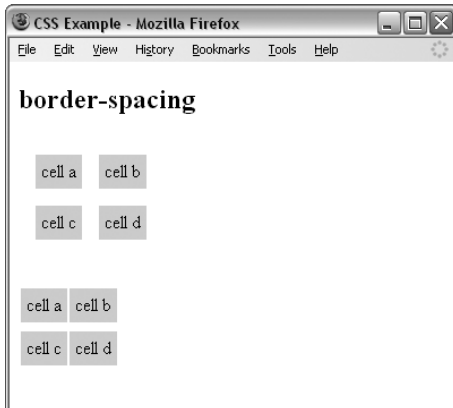 CSS Example - Mozilla Firefox
File Edit View History Bookmarks Tools Help
border-spacing
cell a cell b
cell c cell d
cell a cell b
cell c cell d